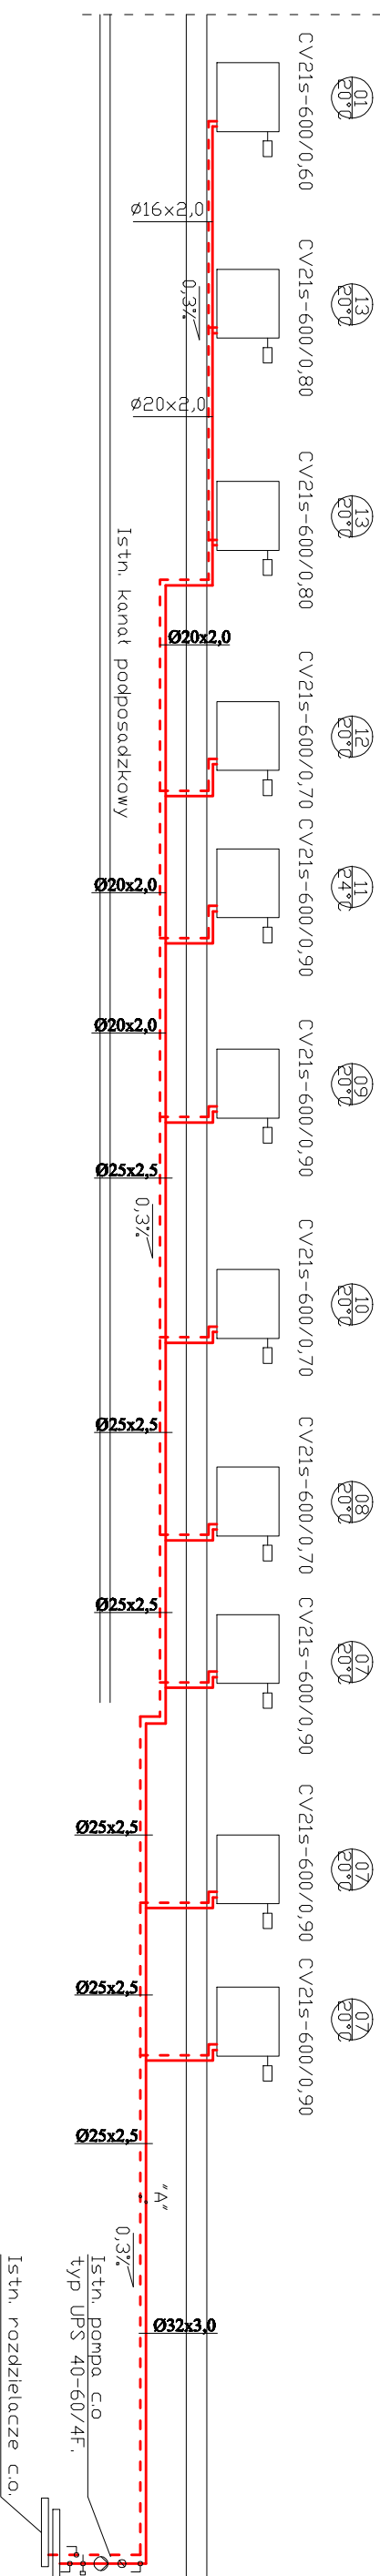 01
20°C
CV21s-600/0,60
13
20°C
CV21s-600/0,80
13
20°C
CV21s-600/0,80
12
20°C
CV21s-600/0,70
11
24°C
CV21s-600/0,90
09
20°C
CV21s-600/0,90
10
20°C
CV21s-600/0,70
08
20°C
CV21s-600/0,70
07
20°C
CV21s-600/0,90
07
20°C
CV21s-600/0,90
07
20°C
CV21s-600/0,90
ø16x2,0
0,3%
ø20x2,0
Istn. kanał podposadzkowy
Ø20x2,0
Ø20x2,0
Ø20x2,0
Ø25x2,5
0,3%
Ø25x2,5
Ø25x2,5
Ø25x2,5
Ø25x2,5
Ø25x2,5
"A"
0,3%
Ø32x3,0
Istn. pompa c.o
typ UPS 40-60/4F.
Istn. rozdzielacze c.o.